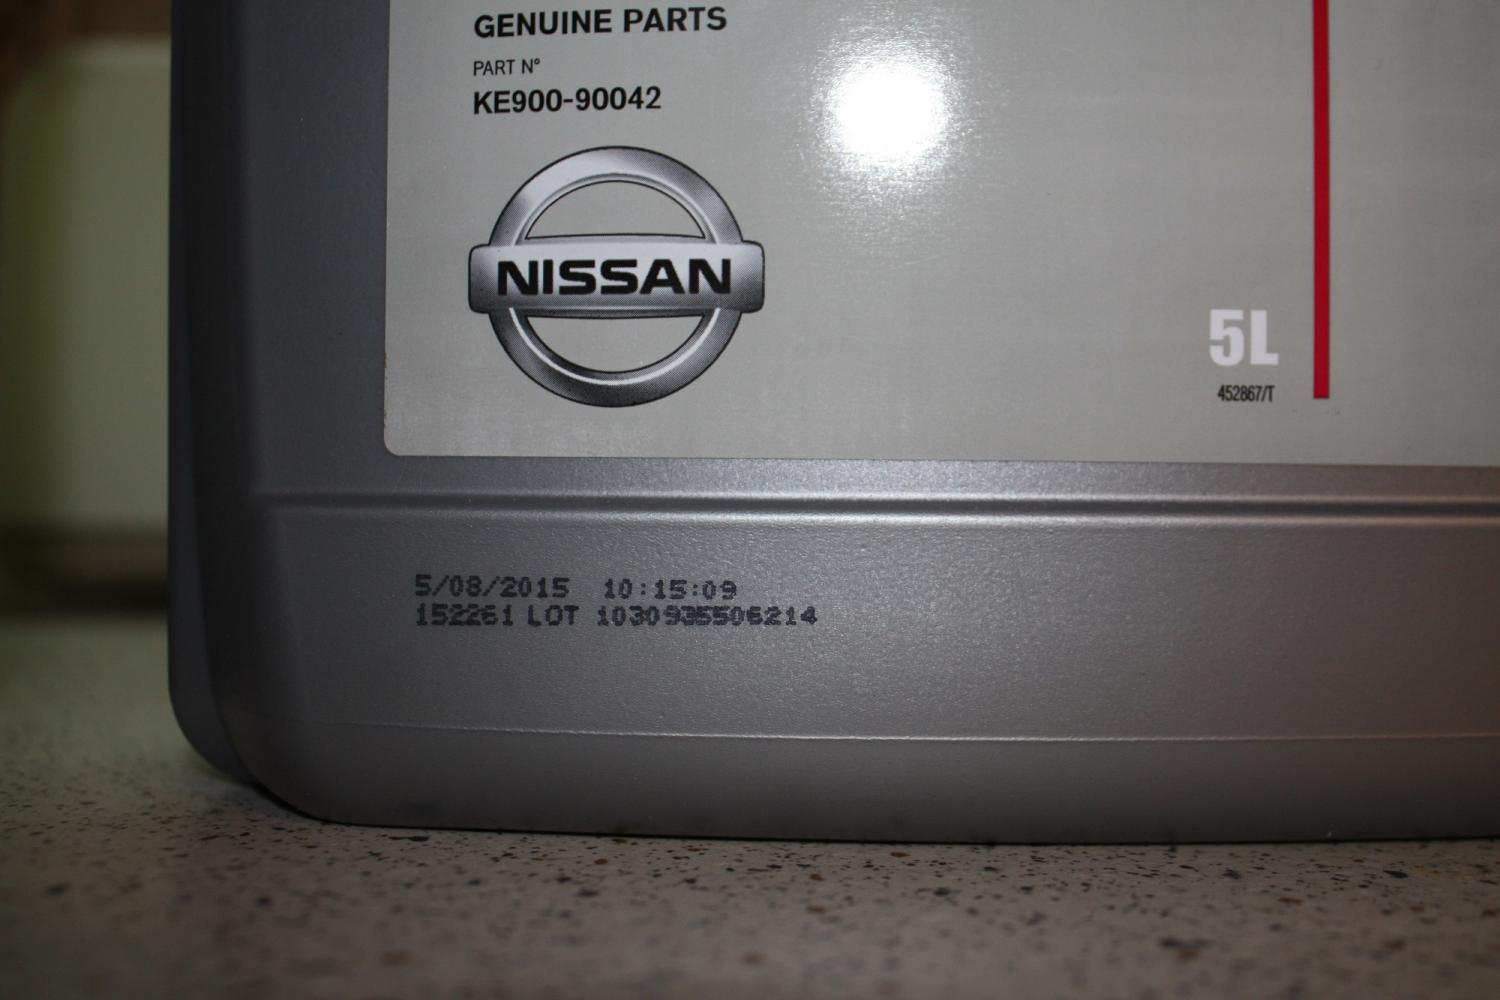 GENUINE PARTS
PART N°
KE900-90042
NISSAN
5L
452867/T
5/08/2015 10:15:09
152261 LOT 1030935506214